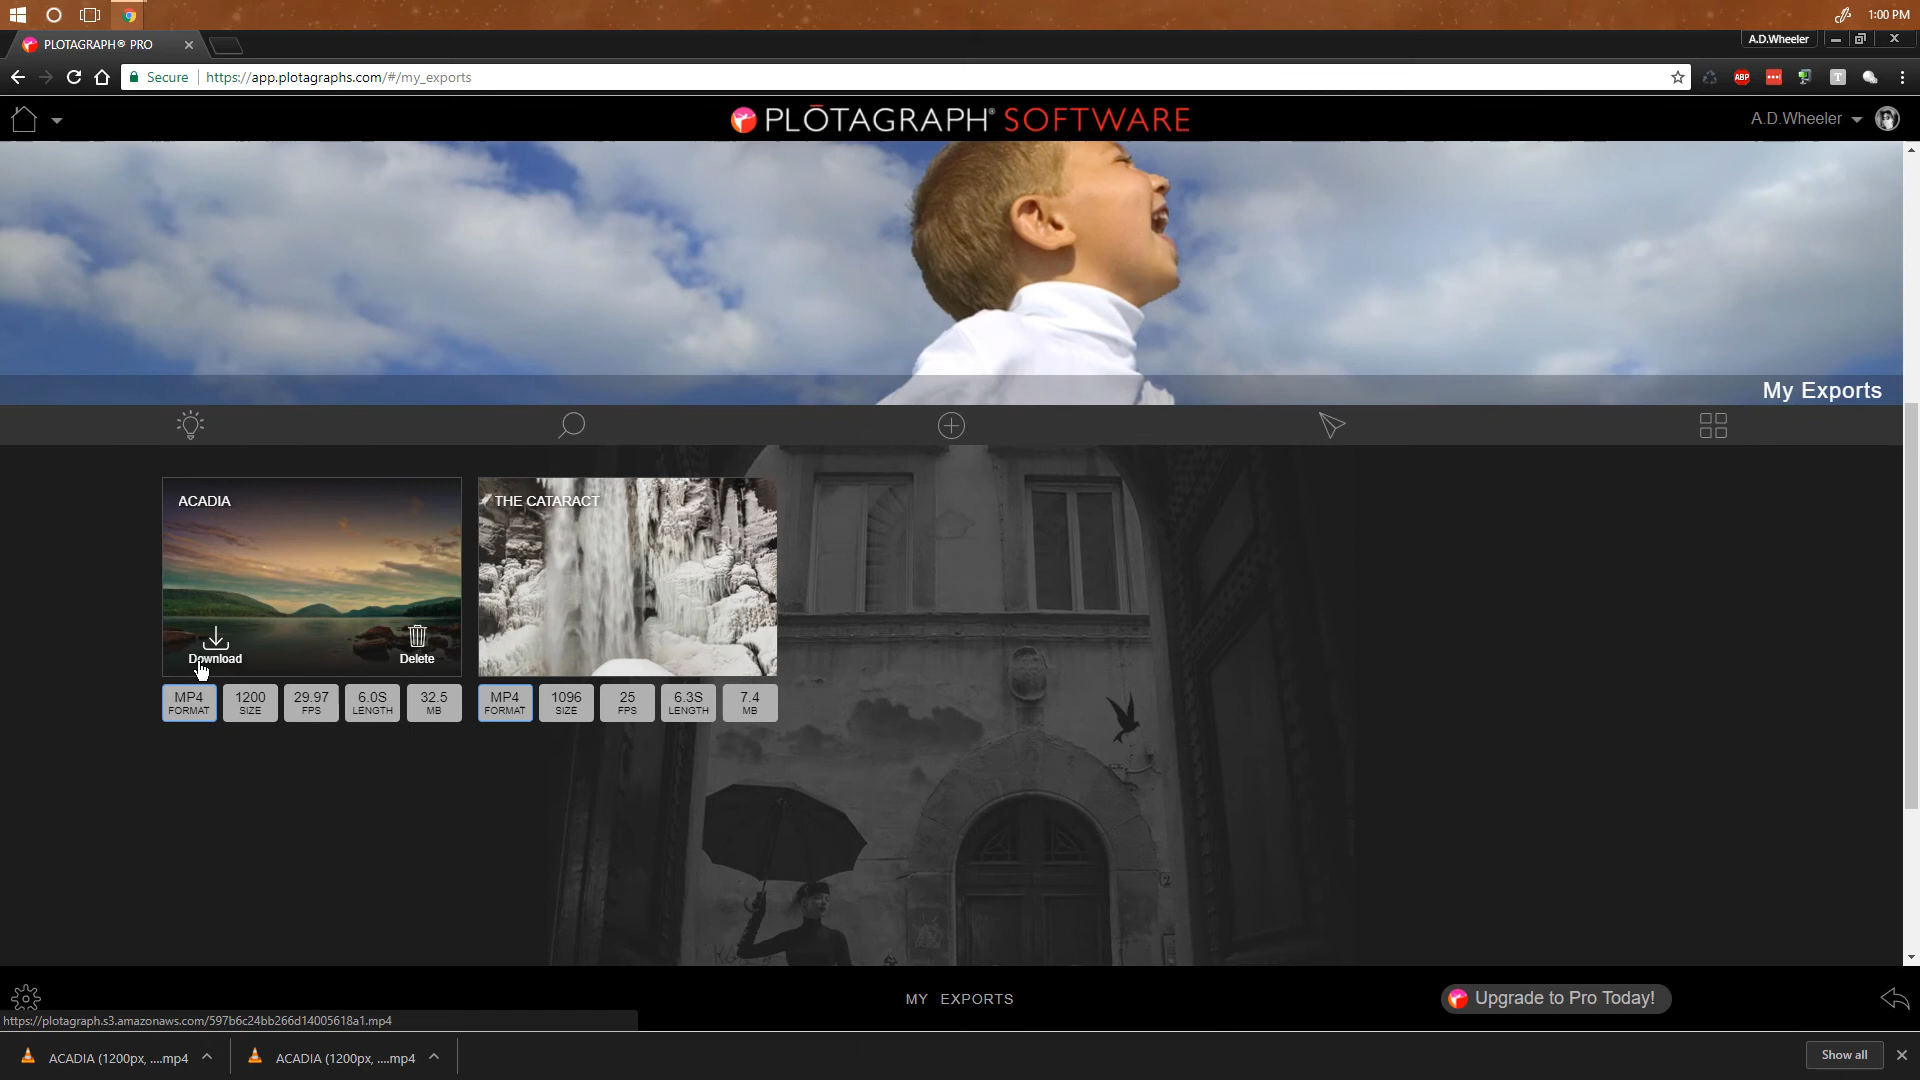 1:00 PM
PLOTAGRAPH® PRO
A.D.Wheeler
Secure https://app.plotagraphs.com/#/my_exports
ABP
T
PLŌTAGRAPH® SOFTWARE
A.D.Wheeler
My Exports
ACADIA
THE CATARACT
Download
Delete
MP4 1200 29.97 6.0S 32.5 MP4 1096 25 6.3S 7.4
FORMAT SIZE FPS LENGTH MB FORMAT SIZE FPS LENGTH MB
MY EXPORTS
Upgrade to Pro Today!
https://plotagraph.s3.amazonaws.com/597b6c24bb266d14005618a1.mp4
ACADIA (1200px, ....mp4
ACADIA (1200px, ....mp4
Show all